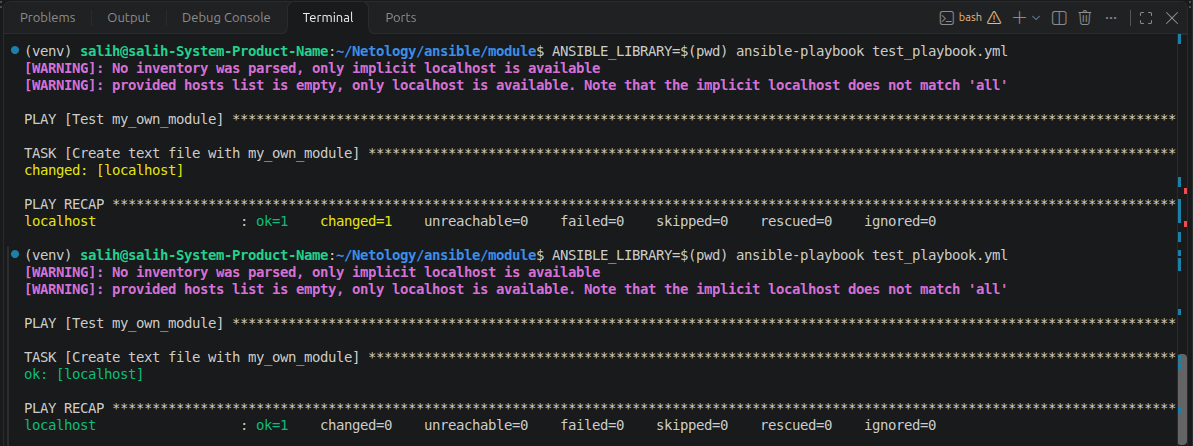 Problems Output Debug Console Terminal Ports bash
(venv) salih@salih-System-Product-Name:~/Netology/ansible/module$ ANSIBLE_LIBRARY=$(pwd) ansible-playbook test_playbook.yml
[WARNING]: No inventory was parsed, only implicit localhost is available
[WARNING]: provided hosts list is empty, only localhost is available. Note that the implicit localhost does not match 'all'
PLAY [Test my_own_module] **********************************************************************************************************************
TASK [Create text file with my_own_module] *****************************************************************************************************
changed: [localhost]
PLAY RECAP *************************************************************************************************************************************
localhost                  : ok=1    changed=1    unreachable=0    failed=0    skipped=0    rescued=0    ignored=0
(venv) salih@salih-System-Product-Name:~/Netology/ansible/module$ ANSIBLE_LIBRARY=$(pwd) ansible-playbook test_playbook.yml
[WARNING]: No inventory was parsed, only implicit localhost is available
[WARNING]: provided hosts list is empty, only localhost is available. Note that the implicit localhost does not match 'all'
PLAY [Test my_own_module] **********************************************************************************************************************
TASK [Create text file with my_own_module] *****************************************************************************************************
ok: [localhost]
PLAY RECAP *************************************************************************************************************************************
localhost                  : ok=1    changed=0    unreachable=0    failed=0    skipped=0    rescued=0    ignored=0